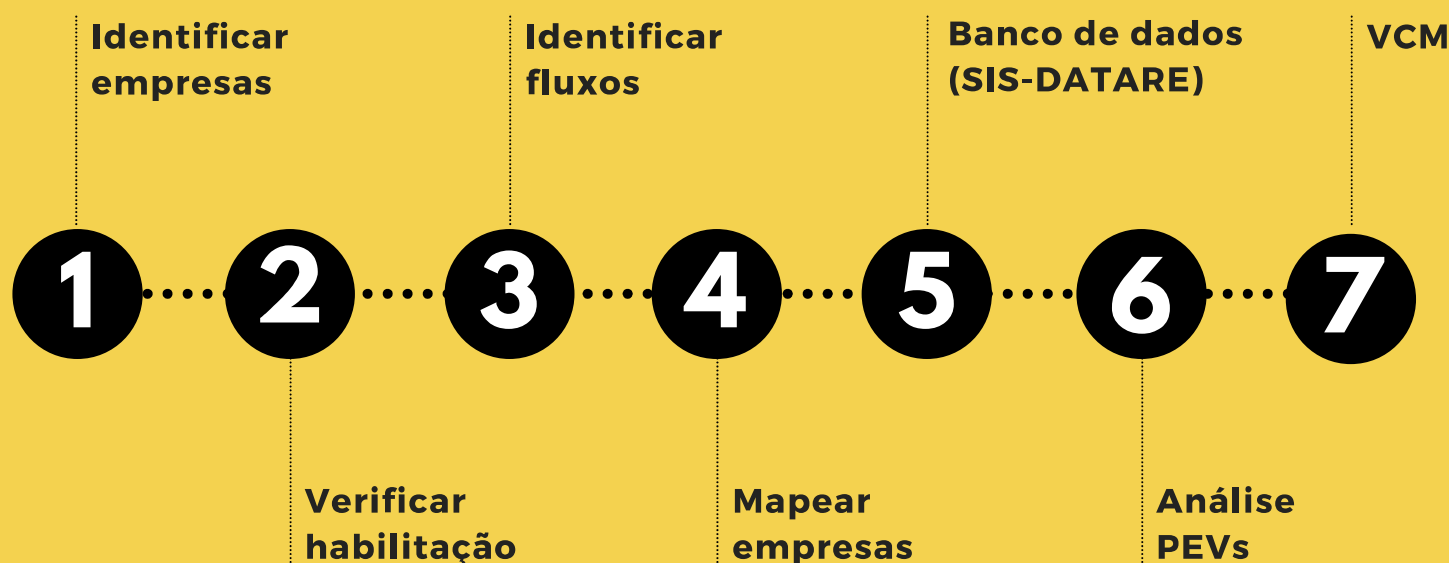 Identificar
empresas
Identificar
fluxos
Banco de dados
(SIS-DATARE)
VCM
1
2
3
4
5
6
7
Verificar
habilitação
Mapear
empresas
Análise
PEVs